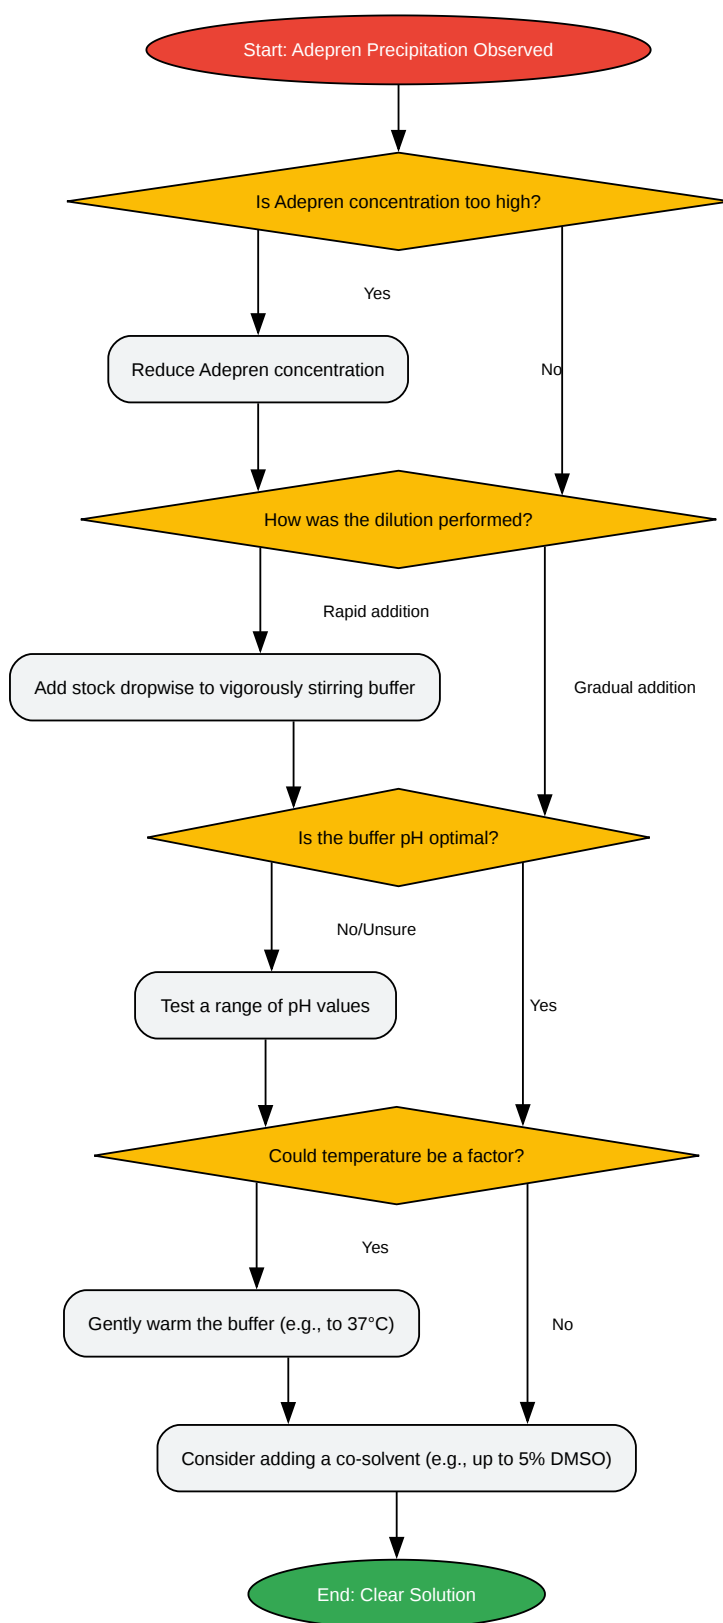 Start: Adepren Precipitation Observed
Is Adepren concentration too high?
Yes
Reduce Adepren concentration
No
How was the dilution performed?
Rapid addition
Add stock dropwise to vigorously stirring buffer
Gradual addition
Is the buffer pH optimal?
No/Unsure
Test a range of pH values
Yes
Could temperature be a factor?
Yes
Gently warm the buffer (e.g., to 37°C)
No
Consider adding a co-solvent (e.g., up to 5% DMSO)
End: Clear Solution